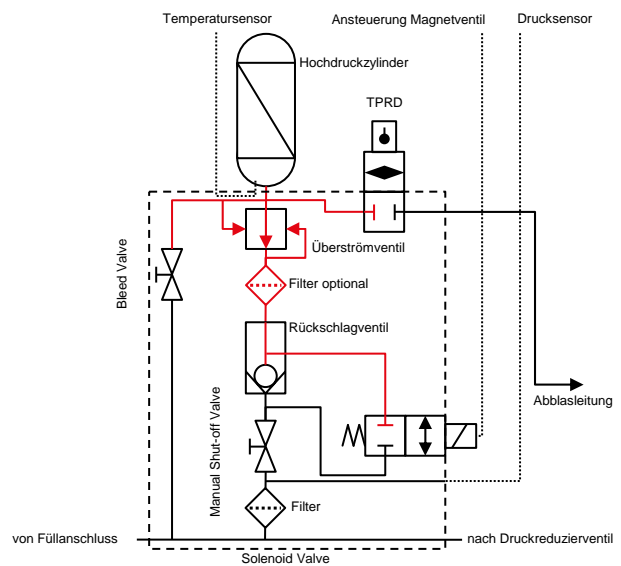 Temperatursensor
Ansteuerung Magnetventil
Drucksensor
Hochdruckzylinder
TPRD
Überströmventil
Bleed Valve
Filter optional
Rückschlagventil
Abblasleitung
Manual Shut-off Valve
Filter
von Füllanschluss
nach Druckreduzierventil
Solenoid Valve